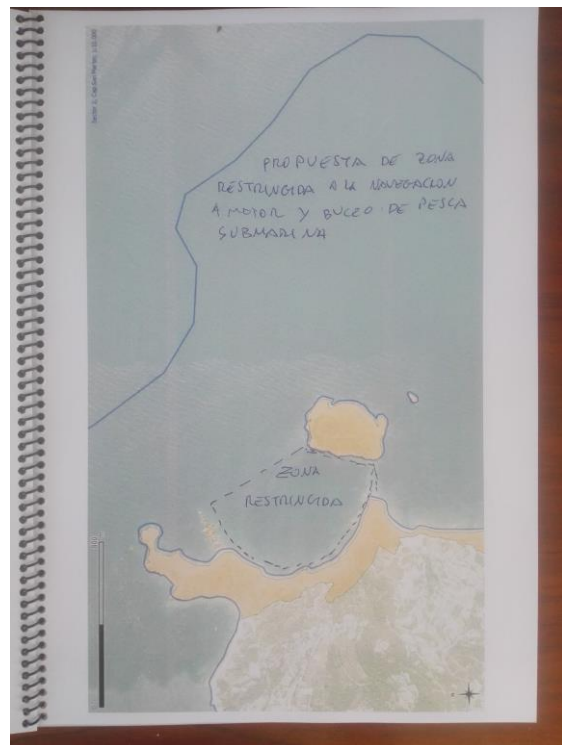 PROPUESTA DE ZONA
RESTRINGIDA A LA NAVEGACION
A MOTOR Y BUCEO DE PESCA
SUBMARINA
ZONA
RESTRINGIDA